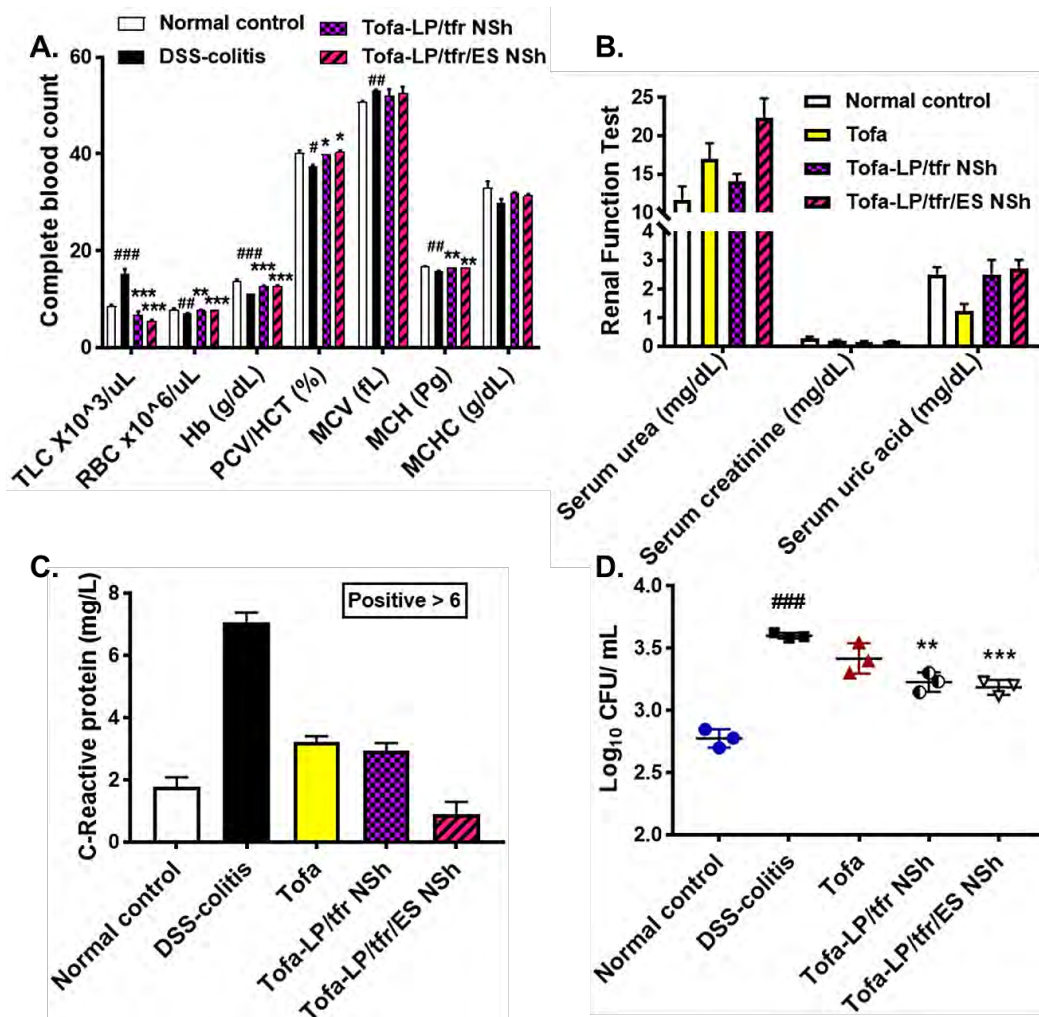 A.
Normal control
DSS-colitis
Tofa-LP/tfr NSh
Tofa-LP/tfr/ES NSh
Complete blood count
60
40
20
0
###
***
***
##
**
***
###
***
***
#
*
*
##
##
**
**
TLC X10^3/uL
RBC x10^6/uL
Hb (g/dL)
PCV/HCT (%)
MCV (fL)
MCH (Pg)
MCHC (g/dL)
B.
Normal control
Tofa
Tofa-LP/tfr NSh
Tofa-LP/tfr/ES NSh
Renal Function Test
25
20
15
10
4
3
2
1
0
Serum urea (mg/dL)
Serum creatinine (mg/dL)
Serum uric acid (mg/dL)
C.
Positive > 6
C-Reactive protein (mg/L)
8
6
4
2
0
Normal control
DSS-colitis
Tofa
Tofa-LP/tfr NSh
Tofa-LP/tfr/ES NSh
D.
Log10 CFU/ mL
4.0
3.5
3.0
2.5
2.0
###
**
***
Normal control
DSS-colitis
Tofa
Tofa-LP/tfr NSh
Tofa-LP/tfr/ES NSh